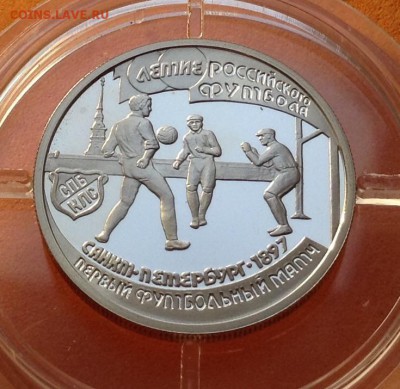 COINS.LAVE.RU
100
ЛЕТИЕ РОССИЙСКОГО
ФУТБОЛА
СПБ
КЛС
САНКТ-ПЕТЕРБУРГ·1897
ПЕРВЫЙ ФУТБОЛЬНЫЙ МАТЧ